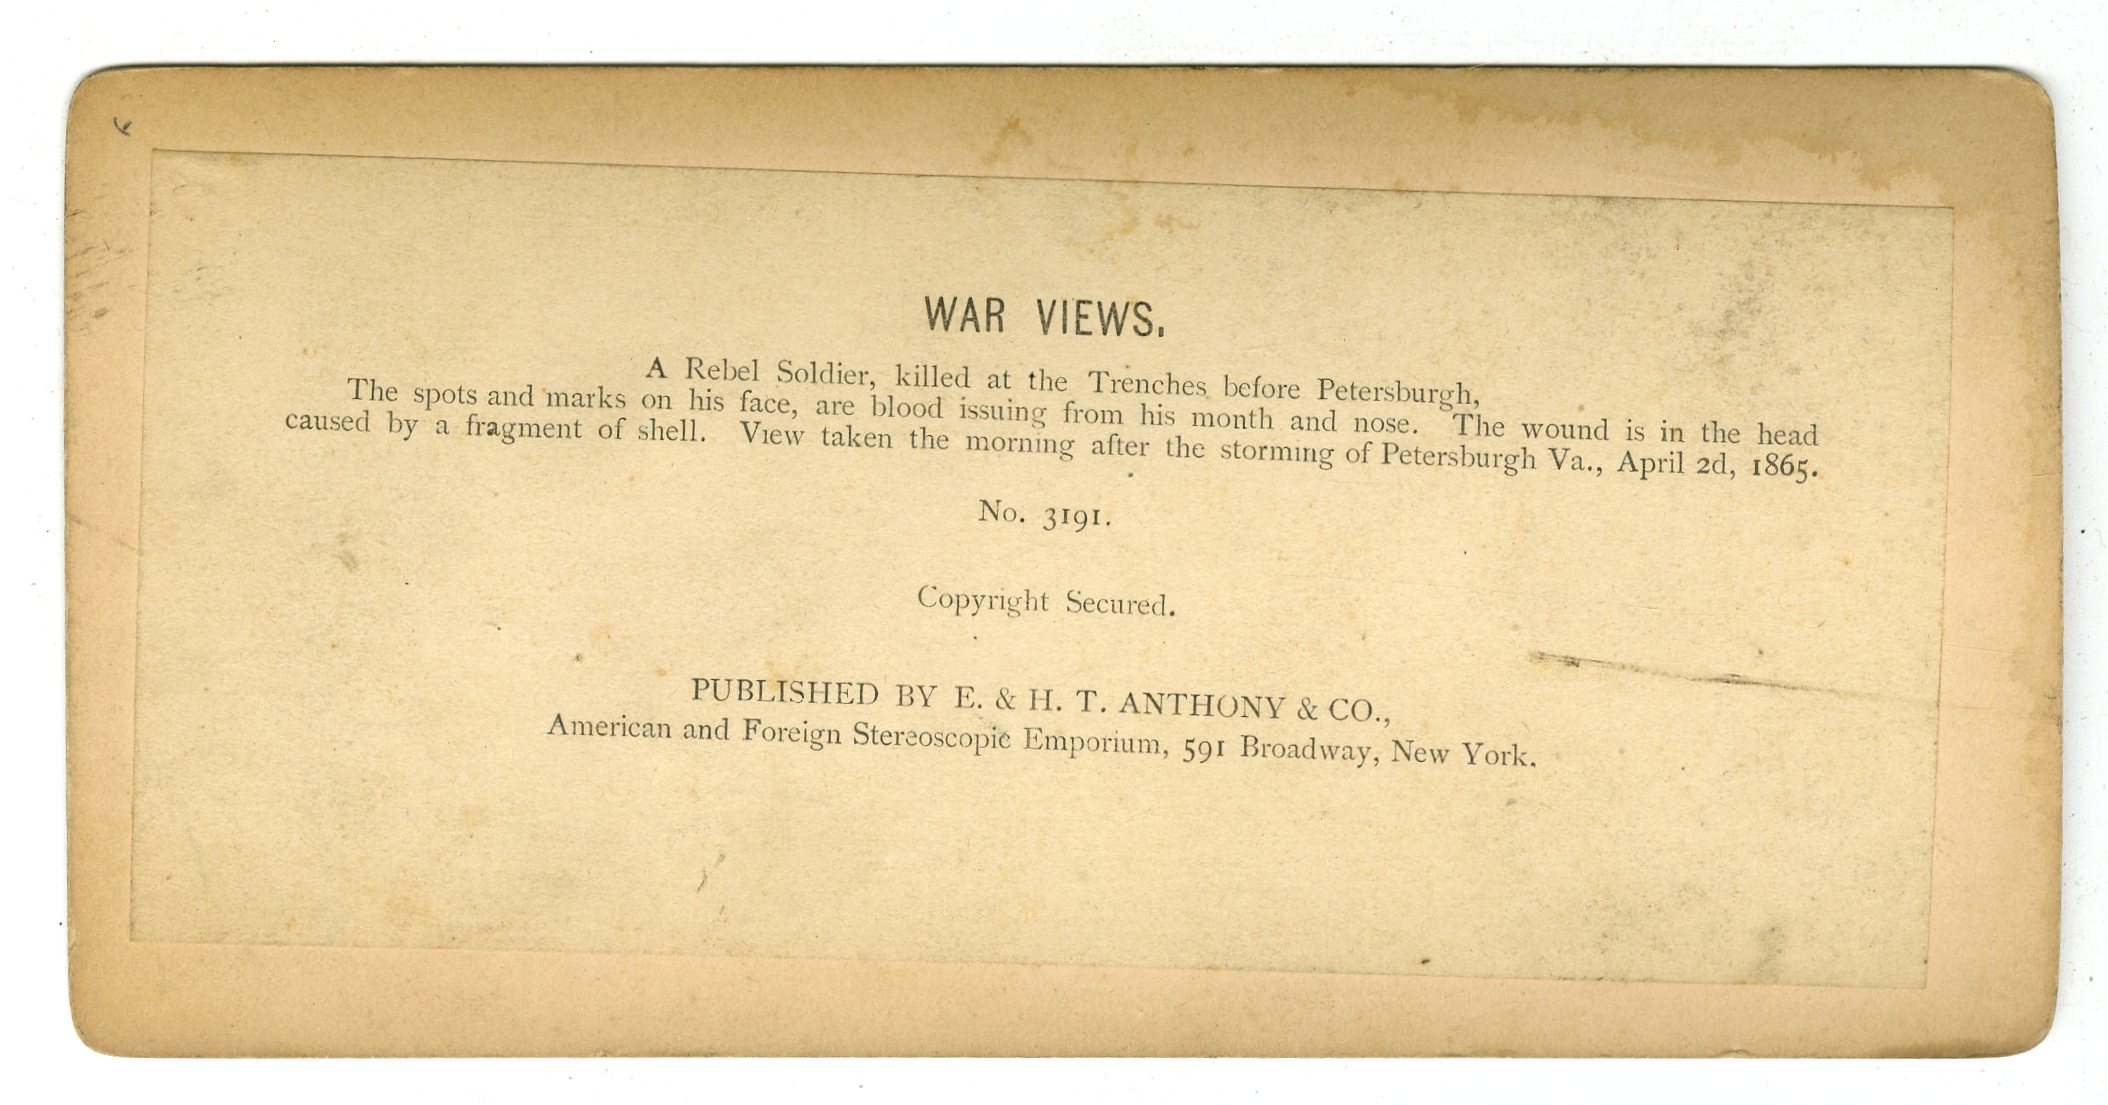 WAR VIEWS.
A Rebel Soldier, killed at the Trenches before Petersburgh,
The spots and marks on his face, are blood issuing from his month and nose. The wound is in the head
caused by a fragment of shell. View taken the morning after the storming of Petersburgh Va., April 2d, 1865.
No. 3191.
Copyright Secured.
PUBLISHED BY E. & H. T. ANTHONY & CO.,
American and Foreign Stereoscopic Emporium, 591 Broadway, New York.